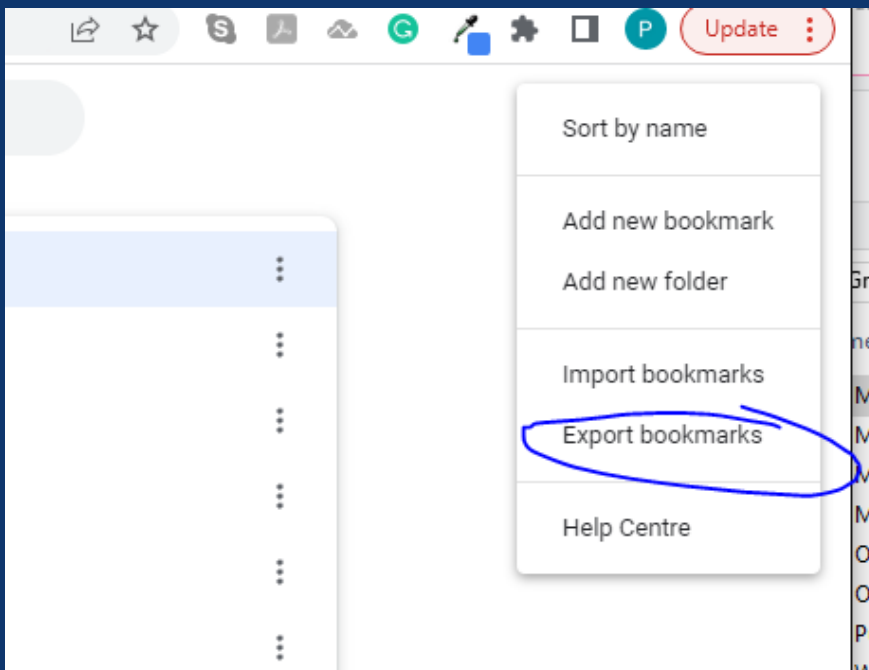 S
G
P
Update
Sort by name
Add new bookmark
Add new folder
Import bookmarks
Export bookmarks
Help Centre